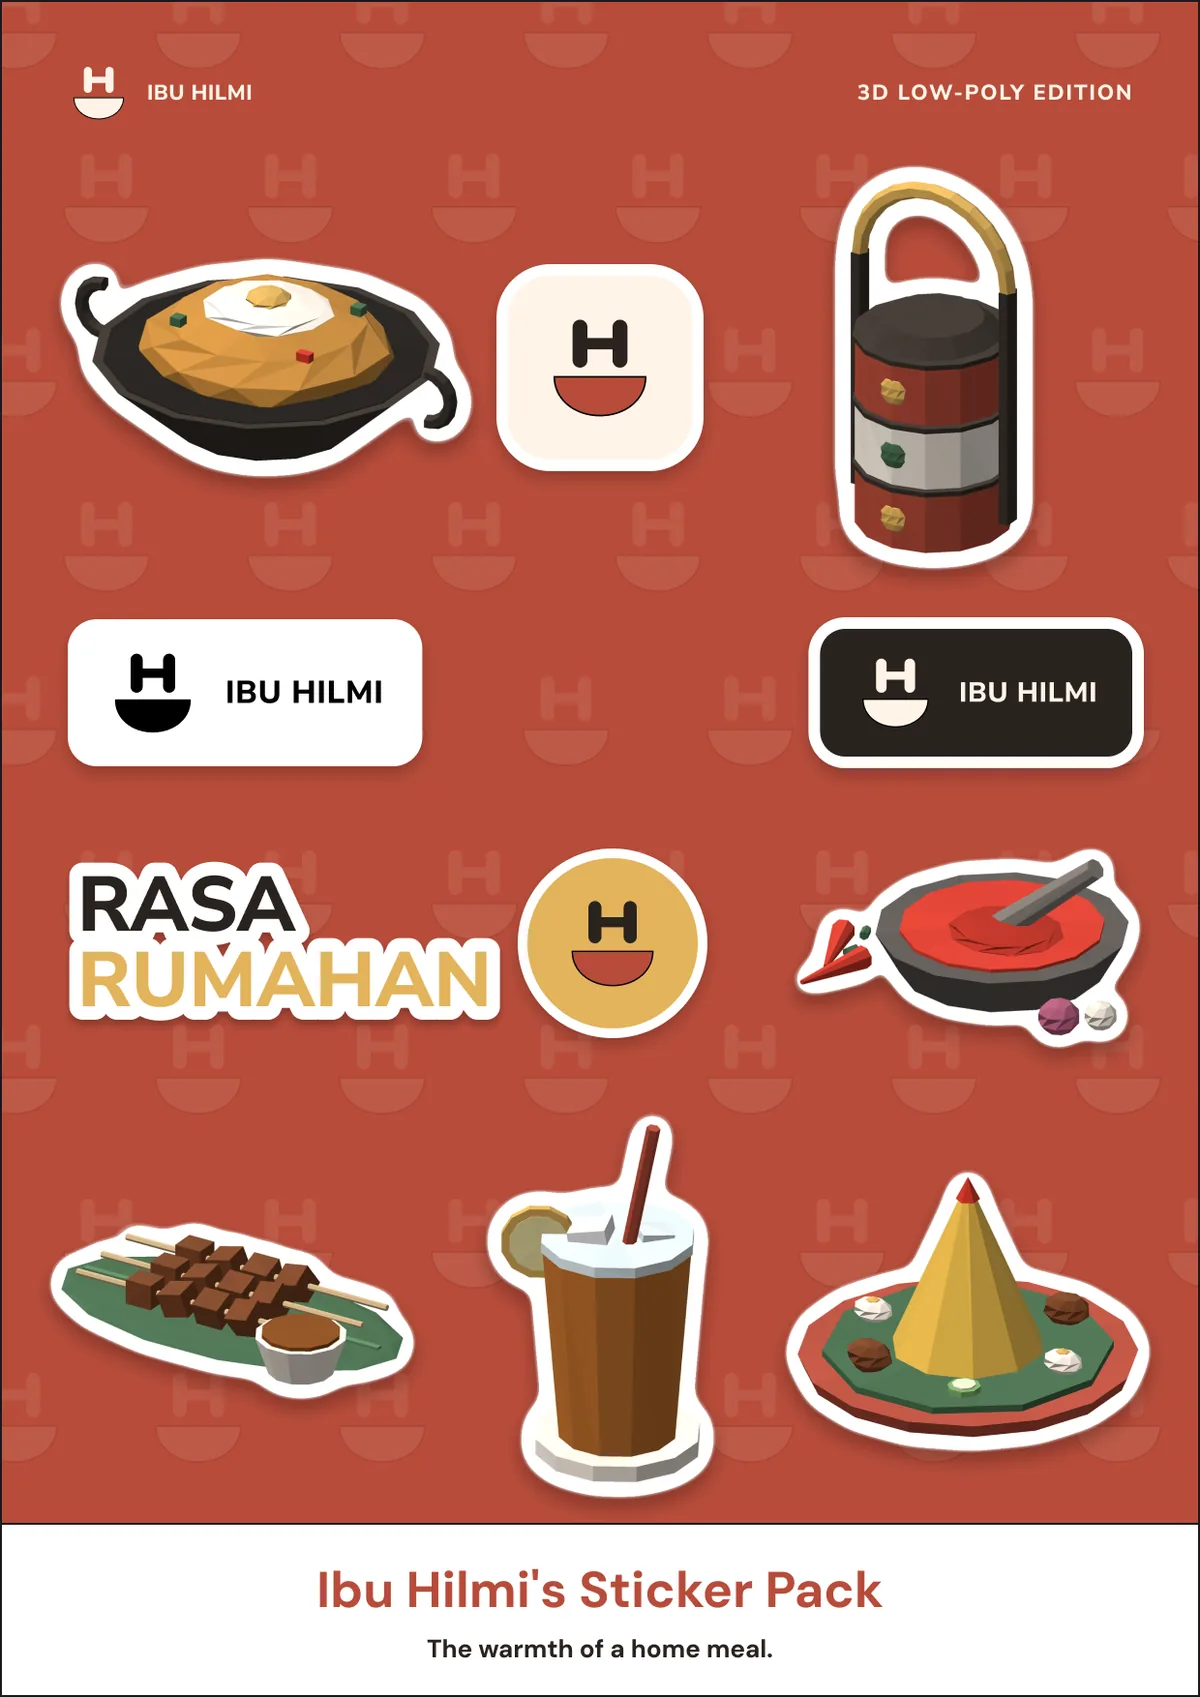 IBU HILMI
3D LOW-POLY EDITION
H
IBU HILMI
IBU HILMI
RASA
RUMAHAN
H
Ibu Hilmi's Sticker Pack
The warmth of a home meal.